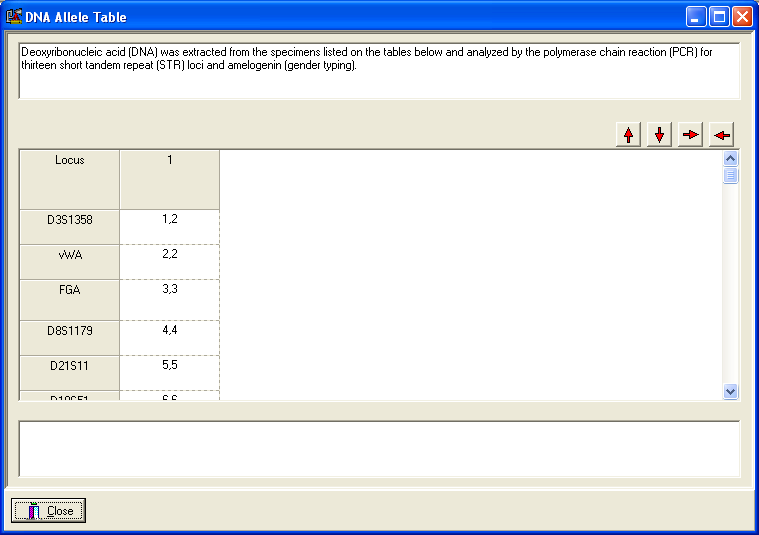 DNA Allele Table
Deoxyribonucleic acid (DNA) was extracted from the specimens listed on the tables below and analyzed by the polymerase chain reaction (PCR) for
thirteen short tandem repeat (STR) loci and amelogenin (gender typing).
Locus 1
D3S1358 1,2
vWA 2,2
FGA 3,3
D8S1179 4,4
D21S11 5,5
Close